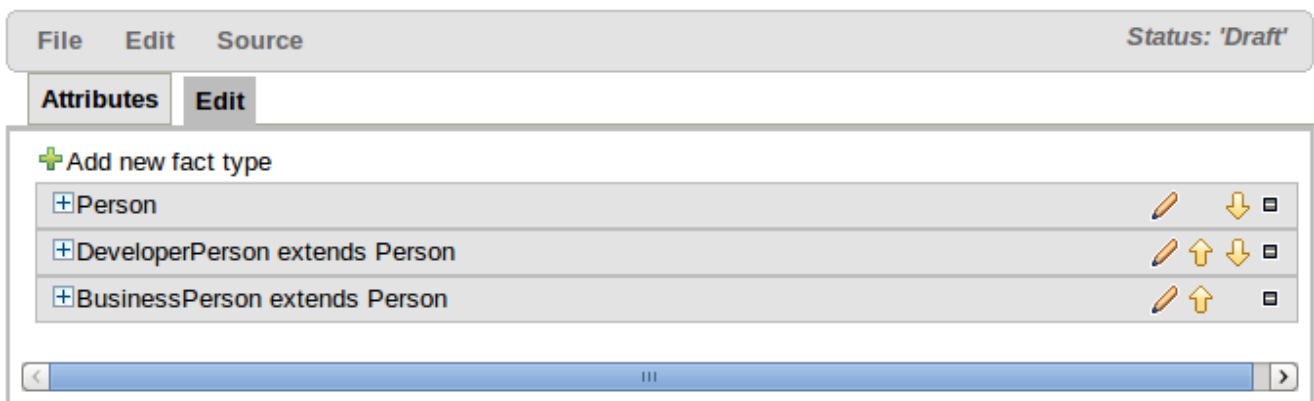 File Edit Source Status: 'Draft'
Attributes Edit
Add new fact type
Person
DeveloperPerson extends Person
BusinessPerson extends Person